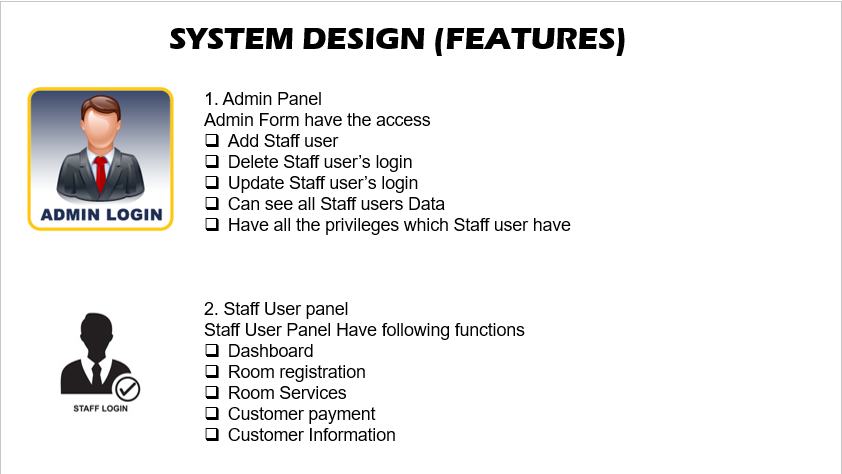 SYSTEM DESIGN (FEATURES)
ADMIN LOGIN
1. Admin Panel
Admin Form have the access
❑ Add Staff user
❑ Delete Staff user's login
❑ Update Staff user's login
❑ Can see all Staff users Data
❑ Have all the privileges which Staff user have
STAFF LOGIN
2. Staff User panel
Staff User Panel Have following functions
❑ Dashboard
❑ Room registration
❑ Room Services
❑ Customer payment
❑ Customer Information